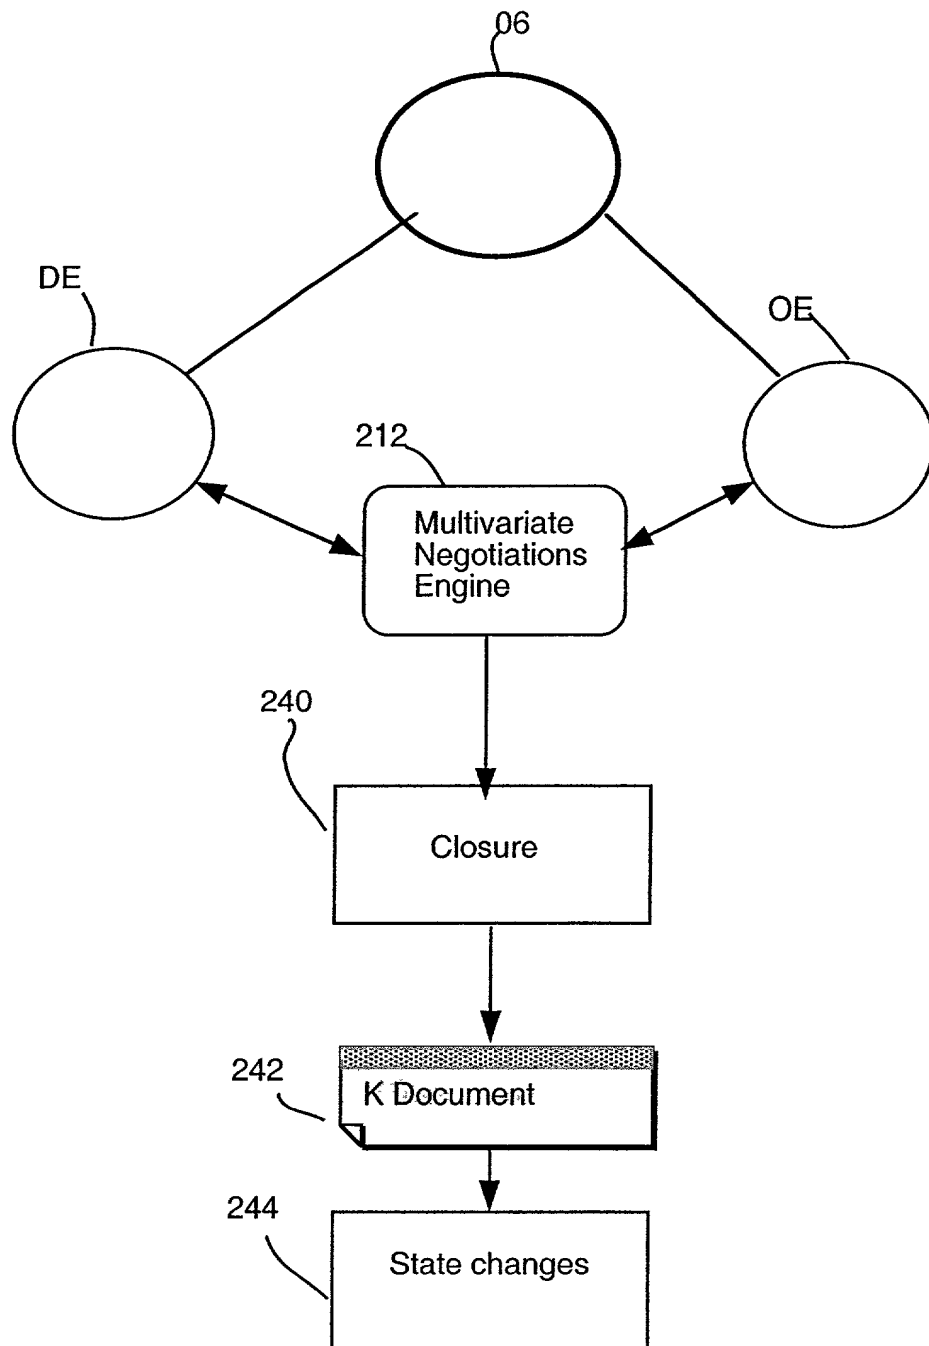 06
DE
OE
212
Multivariate
Negotiations
Engine
240
Closure
242
K Document
244
State changes